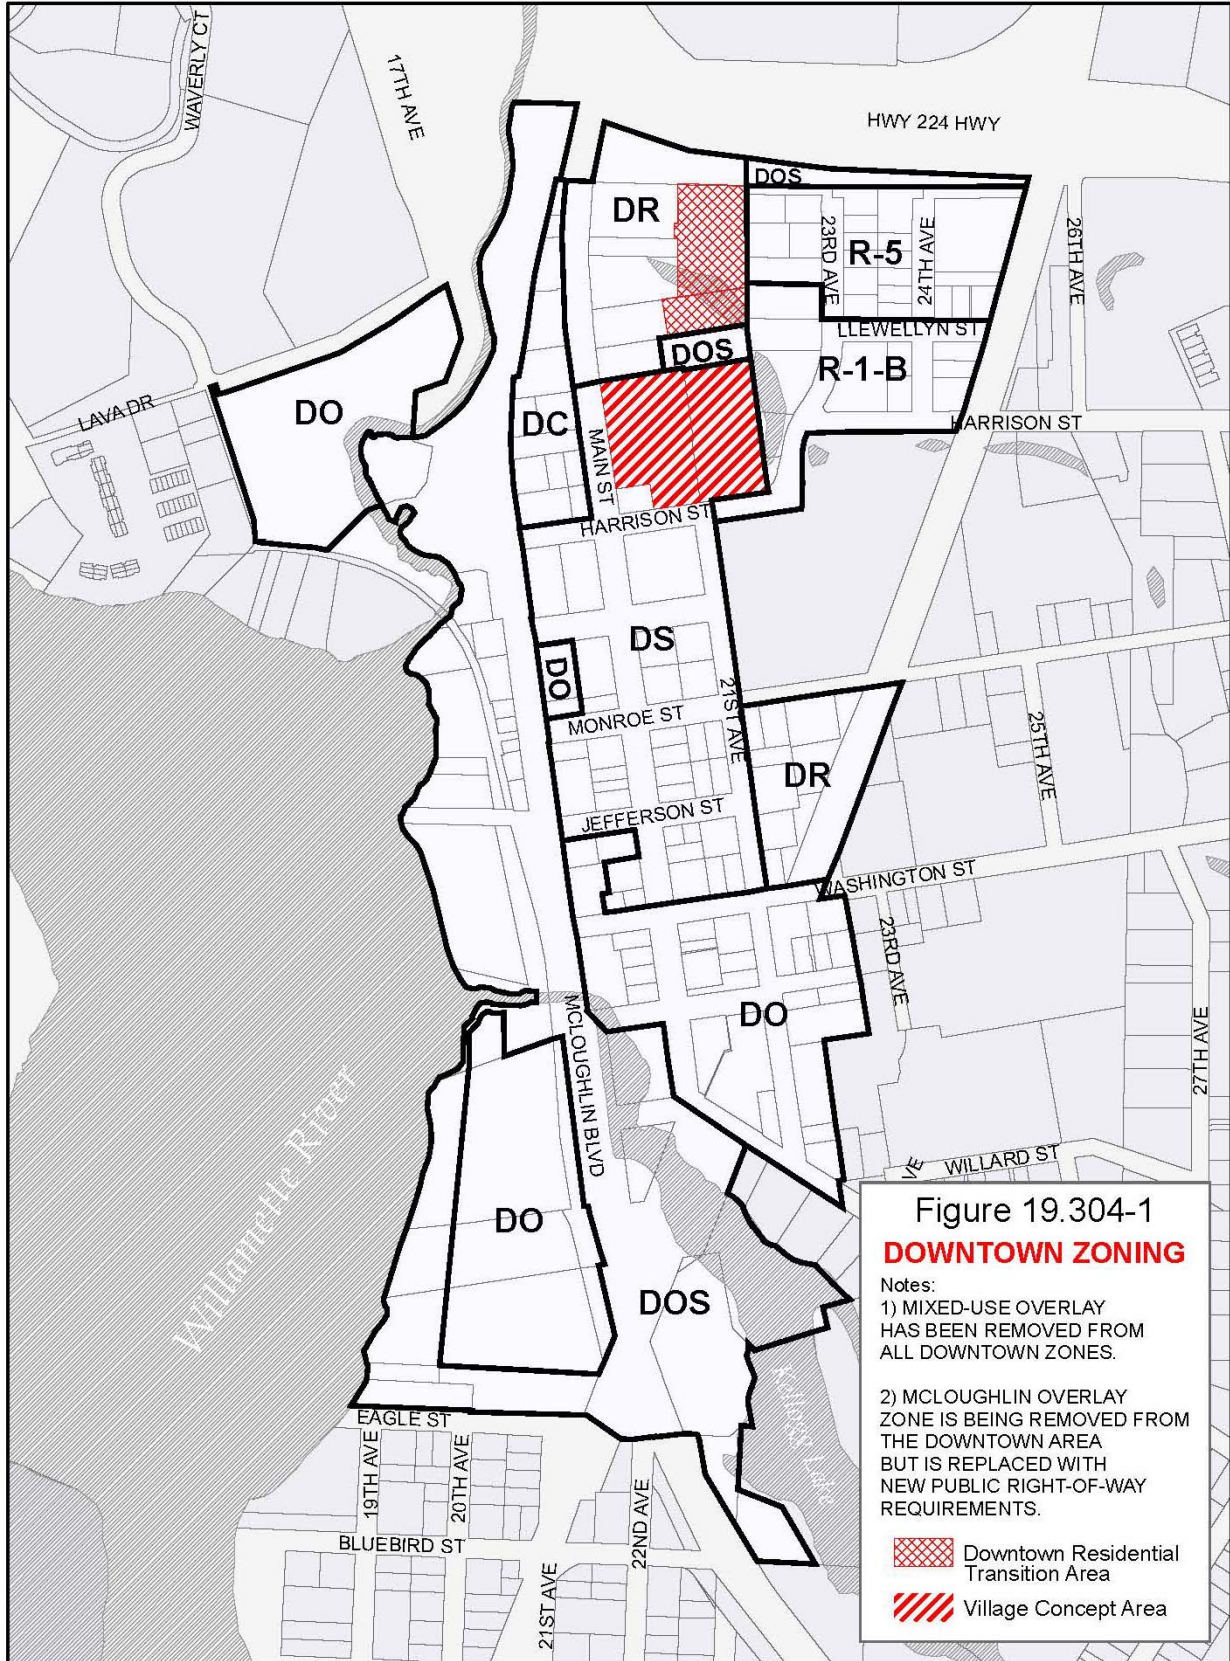 WAVERLY CT
17TH AVE
HWY 224 HWY
DOS
DR
23RD AVE
R-5
24TH AVE
26TH AVE
LLEWELLYN ST
DOS
R-1-B
LAVA DR
DO
DC
MAIN ST
HARRISON ST
HARRISON ST
DS
DO
21ST AVE
MONROE ST
25TH AVE
DR
JEFFERSON ST
WASHINGTON ST
23RD AVE
DO
MCLOUGHLIN BLVD
27TH AVE
Willamette River
WILLARD ST
VE
DO
DOS
Kellogg Lake
EAGLE ST
19TH AVE
20TH AVE
BLUEBIRD ST
21ST AVE
22ND AVE
Figure 19.304-1
DOWNTOWN ZONING
Notes:
1) MIXED-USE OVERLAY
HAS BEEN REMOVED FROM
ALL DOWNTOWN ZONES.
2) MCLOUGHLIN OVERLAY
ZONE IS BEING REMOVED FROM
THE DOWNTOWN AREA
BUT IS REPLACED WITH
NEW PUBLIC RIGHT-OF-WAY
REQUIREMENTS.
Downtown Residential
Transition Area
Village Concept Area